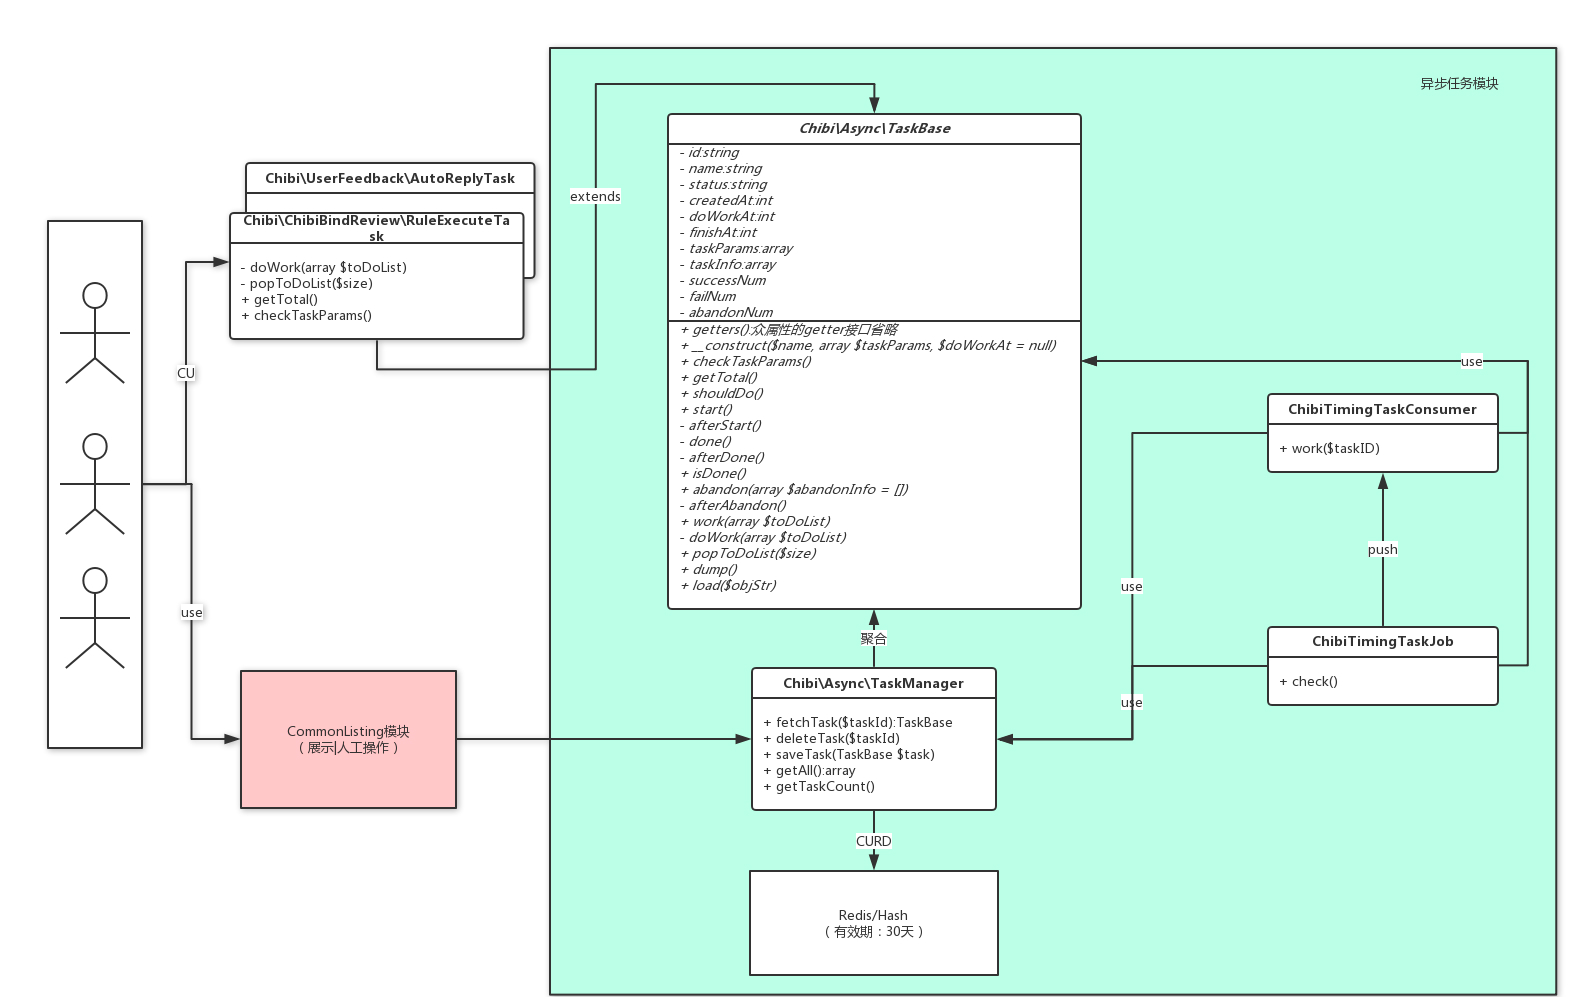 异步任务模块
Chibi\Async\TaskBase
- id:string
- name:string
- status:string
- createdAt:int
- doWorkAt:int
- finishAt:int
- taskParams:array
- taskInfo:array
- successNum
- failNum
- abandonNum
+ getters():众属性的getter接口省略
+ __construct($name, array $taskParams, $doWorkAt = null)
+ checkTaskParams()
+ getTotal()
+ shouldDo()
+ start()
- afterStart()
- done()
- afterDone()
+ isDone()
+ abandon(array $abandonInfo = [])
- afterAbandon()
+ work(array $toDoList)
- doWork(array $toDoList)
+ popToDoList($size)
+ dump()
+ load($objStr)
Chibi\UserFeedback\AutoReplyTask
Chibi\ChibiBindReview\RuleExecuteTa
sk
- doWork(array $toDoList)
- popToDoList($size)
+ getTotal()
+ checkTaskParams()
extends
CU
use
use
ChibiTimingTaskConsumer
+ work($taskID)
push
use
ChibiTimingTaskJob
+ check()
use
聚合
Chibi\Async\TaskManager
+ fetchTask($taskId):TaskBase
+ deleteTask($taskId)
+ saveTask(TaskBase $task)
+ getAll():array
+ getTaskCount()
CommonListing模块
（展示|人工操作）
CURD
Redis/Hash
（有效期：30天）